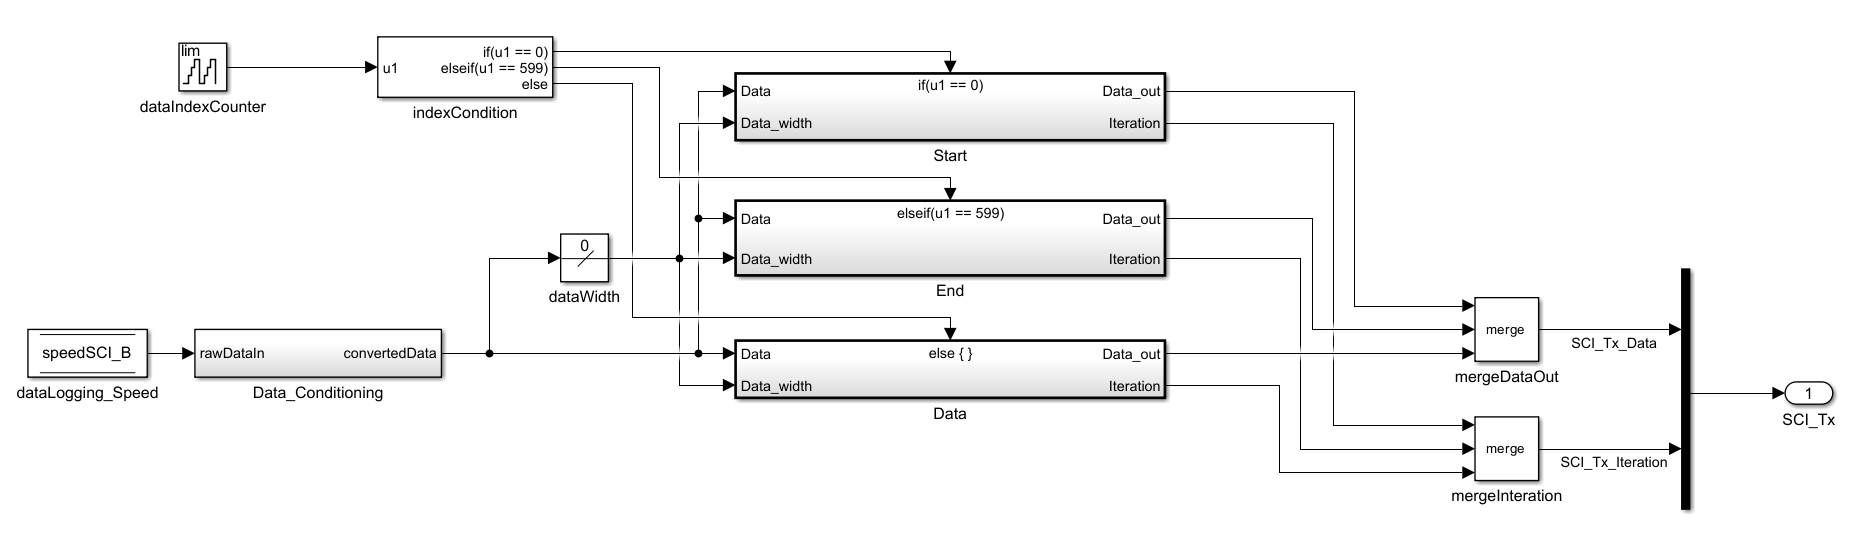 lim
dataIndexCounter
u1
if(u1 == 0)
elseif(u1 == 599)
else
indexCondition
if(u1 == 0)
Data
Data_width
Data_out
Iteration
Start
elseif(u1 == 599)
Data
Data_width
Data_out
Iteration
End
0
dataWidth
speedSCI_B
dataLogging_Speed
rawDataIn
convertedData
Data_Conditioning
else { }
Data
Data_width
Data_out
Iteration
Data
merge
mergeDataOut
SCI_Tx_Data
merge
mergeInteration
SCI_Tx_Iteration
1
SCI_Tx